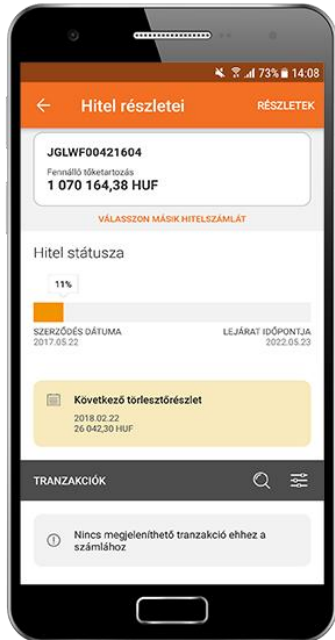 73% 14:08
Hitel részletei RÉSZLETEK
JGLWF00421604
Fennálló tőketartozás
1 070 164,38 HUF
VÁLASSZON MÁSIK HITELSZÁMLÁT
Hitel státusza
11%
SZERZŐDÉS DÁTUMA LEJÁRAT IDŐPONTJA
2017.05.22 2022.05.23
Következő törlesztőrészlet
2018.02.22
26 042,30 HUF
TRANZAKCIÓK
Nincs megjeleníthető tranzakció ehhez a
számlához